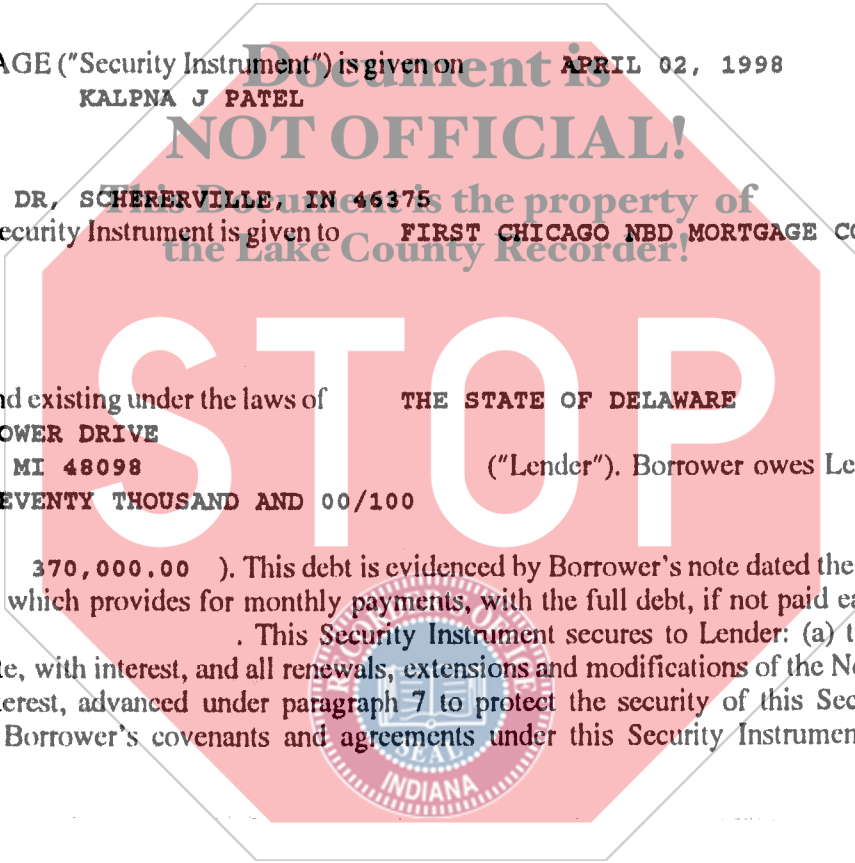 AGE ("Security Instrument") is given on APRIL 02, 1998
Document is
KALPNA J PATEL
NOT OFFICIAL!
DR, SCHERERVILLE, IN 46375
This Document is the property of
ecurity Instrument is given to FIRST CHICAGO NBD MORTGAGE CO
the Lake County Recorder!
STOP
nd existing under the laws of THE STATE OF DELAWARE
OWER DRIVE
MI 48098 ("Lender"). Borrower owes Le
EVENTY THOUSAND AND 00/100
370,000.00 ). This debt is evidenced by Borrower's note dated the
which provides for monthly payments, with the full debt, if not paid ea
. This Security Instrument secures to Lender: (a) t
te, with interest, and all renewals, extensions and modifications of the No
erest, advanced under paragraph 7 to protect the security of this Sec
Borrower's covenants and agreements under this Security Instrumen
RECORDER OFFICE
SEAL
INDIANA